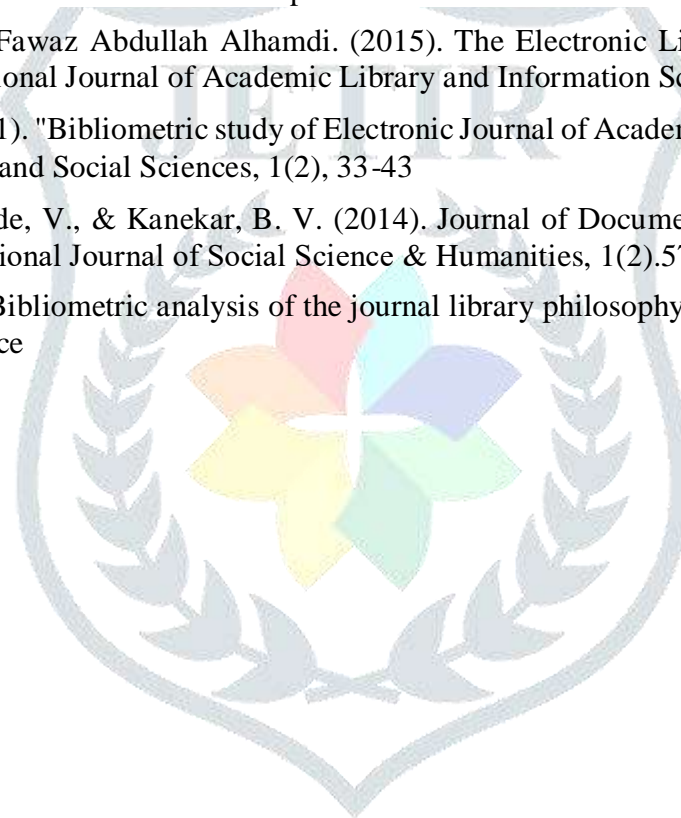 Fawaz Abdullah Alhamdi. (2015). The Electronic Li
ional Journal of Academic Library and Information Sc
JETIR
1). "Bibliometric study of Electronic Journal of Academ
and Social Sciences, 1(2), 33-43
de, V., & Kanekar, B. V. (2014). Journal of Docume
ional Journal of Social Science & Humanities, 1(2).57
Bibliometric analysis of the journal library philosophy
ce